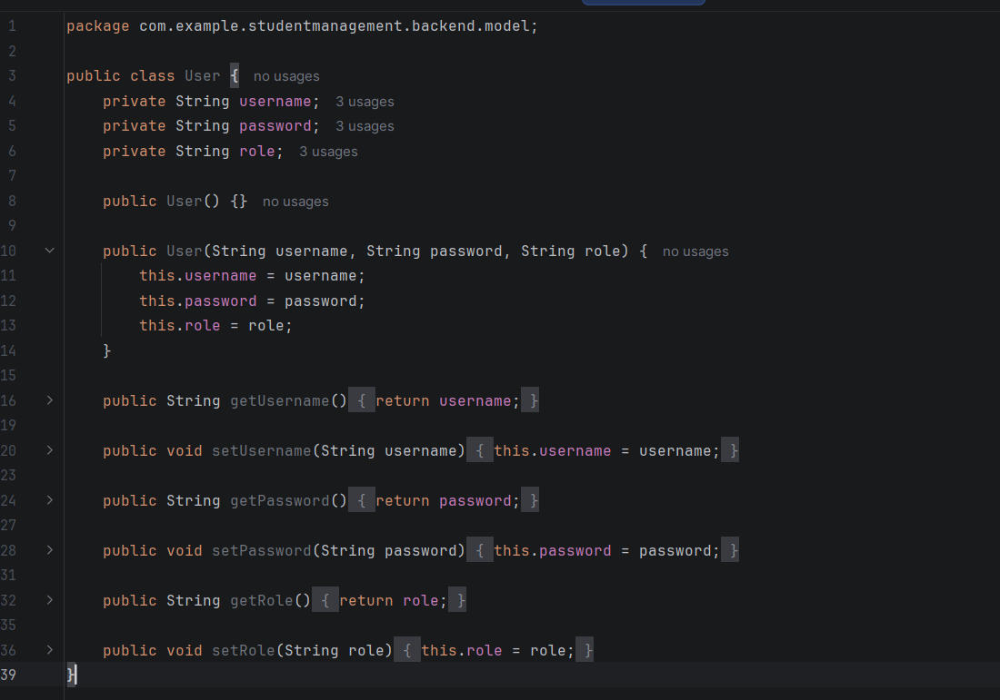 1 package com.example.studentmanagement.backend.model;
2
3 public class User { no usages
4 private String username; 3 usages
5 private String password; 3 usages
6 private String role; 3 usages
7
8 public User() {} no usages
9
10 public User(String username, String password, String role) { no usages
11 this.username = username;
12 this.password = password;
13 this.role = role;
14 }
15
16 public String getUsername() { return username; }
19
20 public void setUsername(String username) { this.username = username; }
23
24 public String getPassword() { return password; }
27
28 public void setPassword(String password) { this.password = password; }
31
32 public String getRole() { return role; }
35
36 public void setRole(String role) { this.role = role; }
39 }